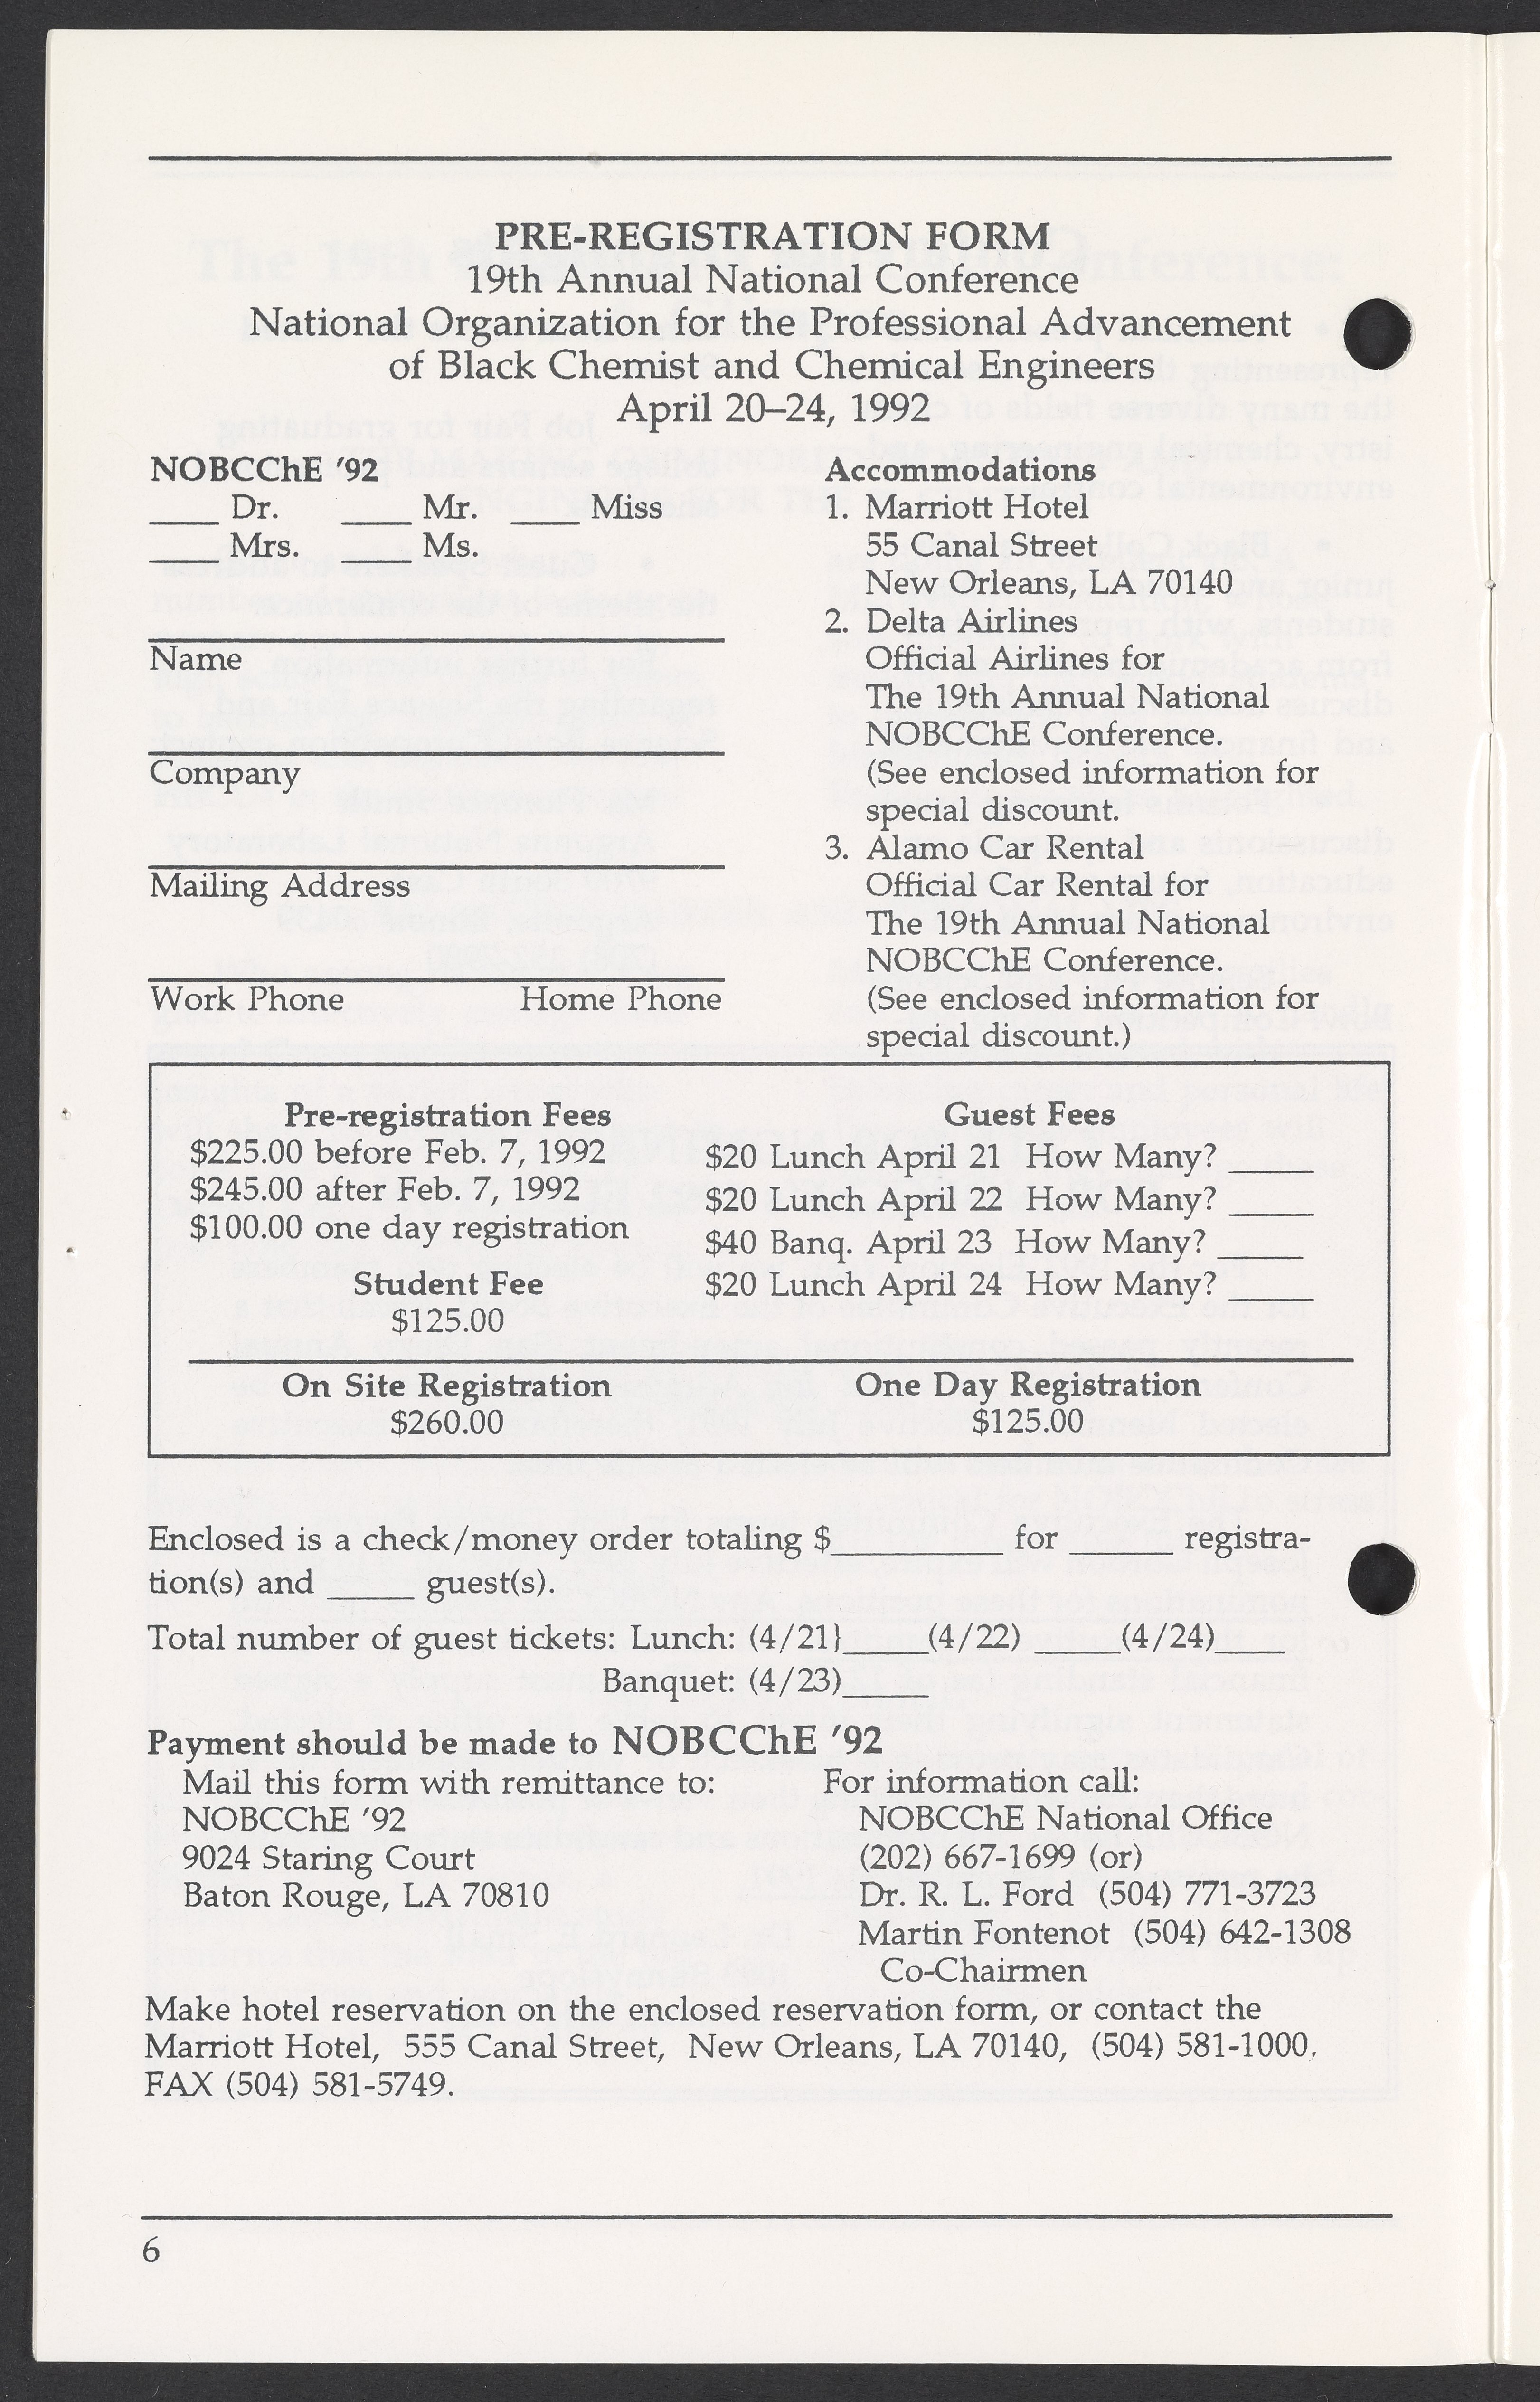 PRE-REGISTRATION FORM
19th Annual National Conference
National Organization for the Professional Advancement
of Black Chemist and Chemical Engineers
April 20–24, 1992
NOBCChE '92
____ Dr. ____ Mr. ____ Miss
____ Mrs. ____ Ms.
Name
Company
Mailing Address
Work Phone Home Phone
Accommodations
1. Marriott Hotel
55 Canal Street
New Orleans, LA 70140
2. Delta Airlines
Official Airlines for
The 19th Annual National
NOBCChE Conference.
(See enclosed information for
special discount.
3. Alamo Car Rental
Official Car Rental for
The 19th Annual National
NOBCChE Conference.
(See enclosed information for
special discount.)
Pre-registration Fees
$225.00 before Feb. 7, 1992
$245.00 after Feb. 7, 1992
$100.00 one day registration
Student Fee
$125.00
Guest Fees
$20 Lunch April 21 How Many? _____
$20 Lunch April 22 How Many? _____
$40 Banq. April 23 How Many? _____
$20 Lunch April 24 How Many? _____
On Site Registration
$260.00
One Day Registration
$125.00
Enclosed is a check/money order totaling $__________ for ______ registra-
tion(s) and _____ guest(s).
Total number of guest tickets: Lunch: (4/21}_____(4/22) _____(4/24)____
Banquet: (4/23)_____
Payment should be made to NOBCChE '92
Mail this form with remittance to:
NOBCChE '92
9024 Staring Court
Baton Rouge, LA 70810
For information call:
NOBCChE National Office
(202) 667-1699 (or)
Dr. R. L. Ford (504) 771-3723
Martin Fontenot (504) 642-1308
Co-Chairmen
Make hotel reservation on the enclosed reservation form, or contact the
Marriott Hotel, 555 Canal Street, New Orleans, LA 70140, (504) 581-1000,
FAX (504) 581-5749.
6